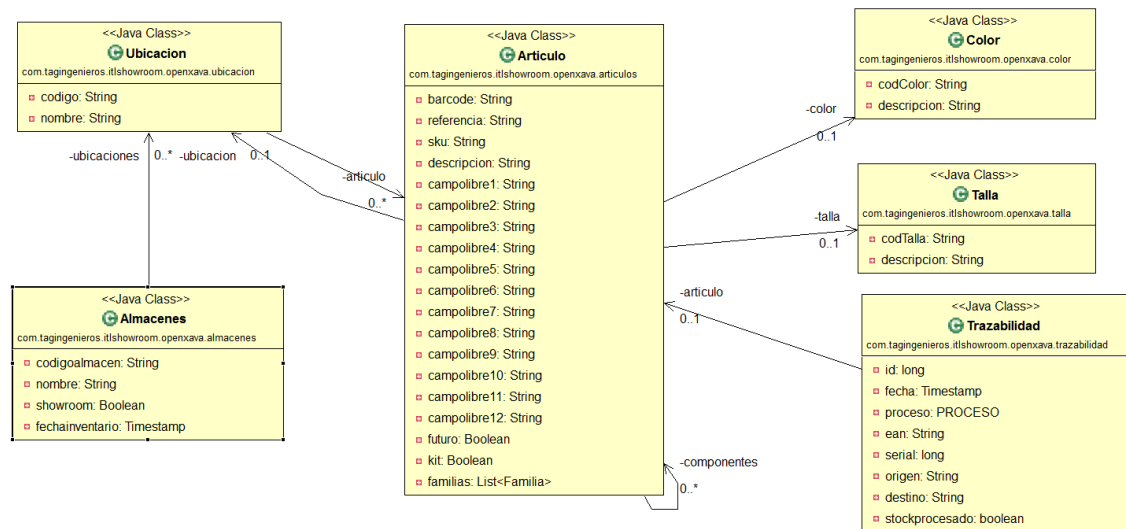 <<Java Class>>
Ubicacion
com.tagingenieros.itlshowroom.openxava.ubicacion
codigo: String
nombre: String
-ubicaciones
0..*
-ubicacion
0..1
-articulo
0..*
<<Java Class>>
Almacenes
com.tagingenieros.itlshowroom.openxava.almacenes
codigoalmacen: String
nombre: String
showroom: Boolean
fechainventario: Timestamp
<<Java Class>>
Articulo
com.tagingenieros.itlshowroom.openxava.articulos
barcode: String
referencia: String
sku: String
descripcion: String
campolibre1: String
campolibre2: String
campolibre3: String
campolibre4: String
campolibre5: String
campolibre6: String
campolibre7: String
campolibre8: String
campolibre9: String
campolibre10: String
campolibre11: String
campolibre12: String
futuro: Boolean
kit: Boolean
familias: List<Familia>
-componentes
0..*
-color
0..1
<<Java Class>>
Color
com.tagingenieros.itlshowroom.openxava.color
codColor: String
descripcion: String
-talla
0..1
<<Java Class>>
Talla
com.tagingenieros.itlshowroom.openxava.talla
codTalla: String
descripcion: String
-articulo
0..1
<<Java Class>>
Trazabilidad
com.tagingenieros.itlshowroom.openxava.trazabilidad
id: long
fecha: Timestamp
proceso: PROCESO
ean: String
serial: long
origen: String
destino: String
stockprocesado: boolean